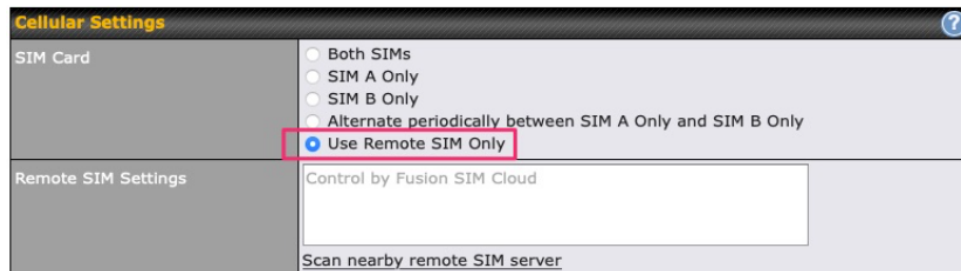 Cellular Settings
?
SIM Card
Both SIMs
SIM A Only
SIM B Only
Alternate periodically between SIM A Only and SIM B Only
Use Remote SIM Only
Remote SIM Settings
Control by Fusion SIM Cloud
Scan nearby remote SIM server